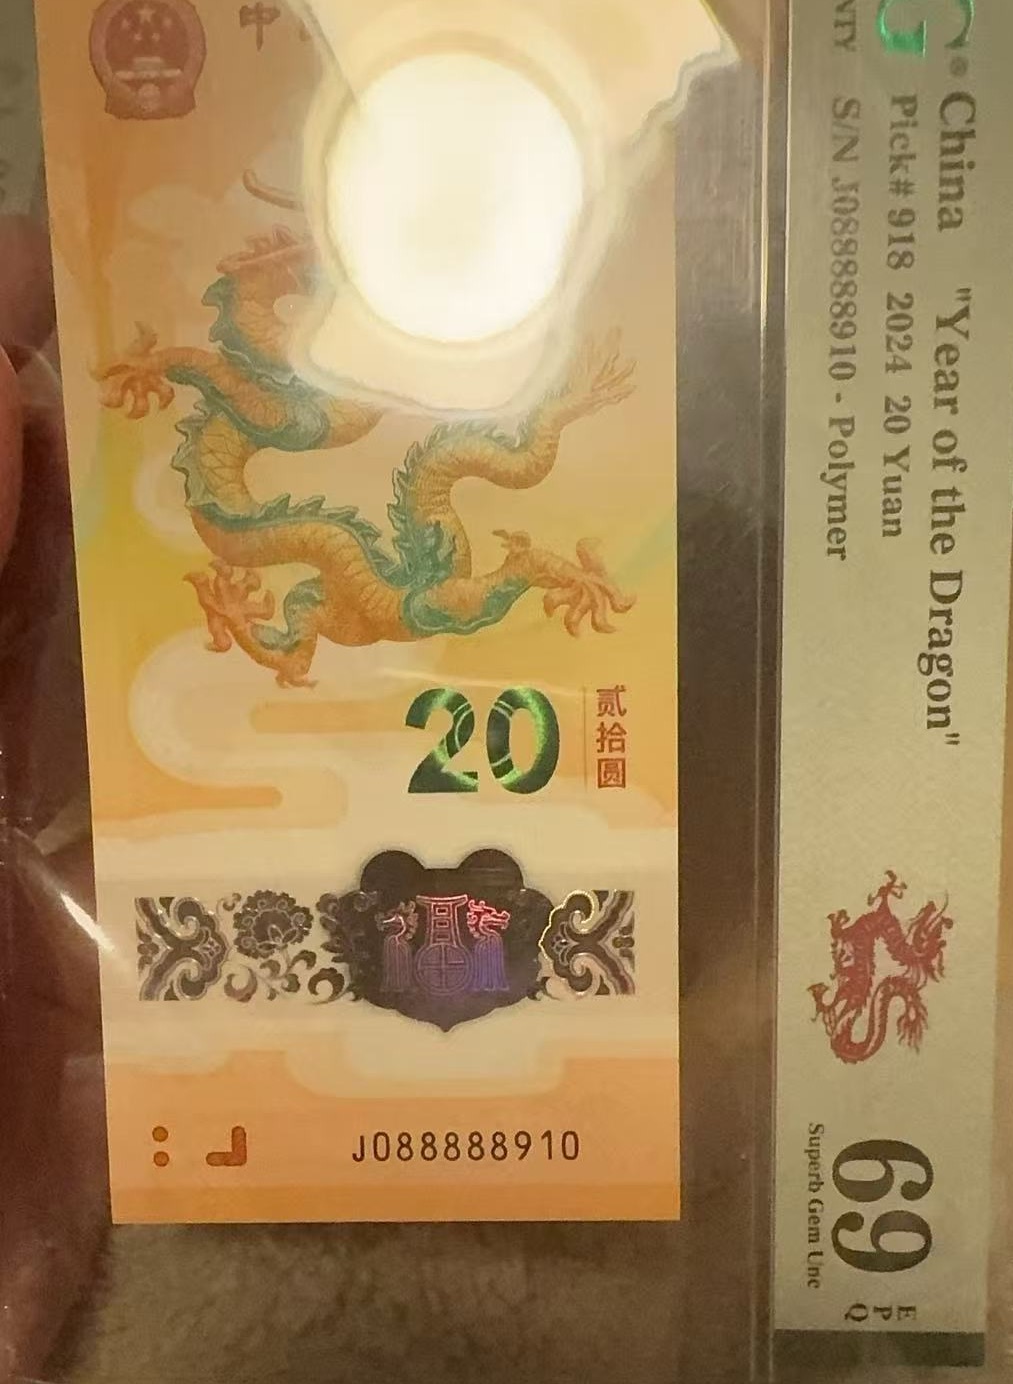 中
20
贰拾圆
J088888910
China "Year of the Dragon"
Pick# 918 2024 20 Yuan
S/N J088888910 - Polymer
69
EPQ
Superb Gem Unc